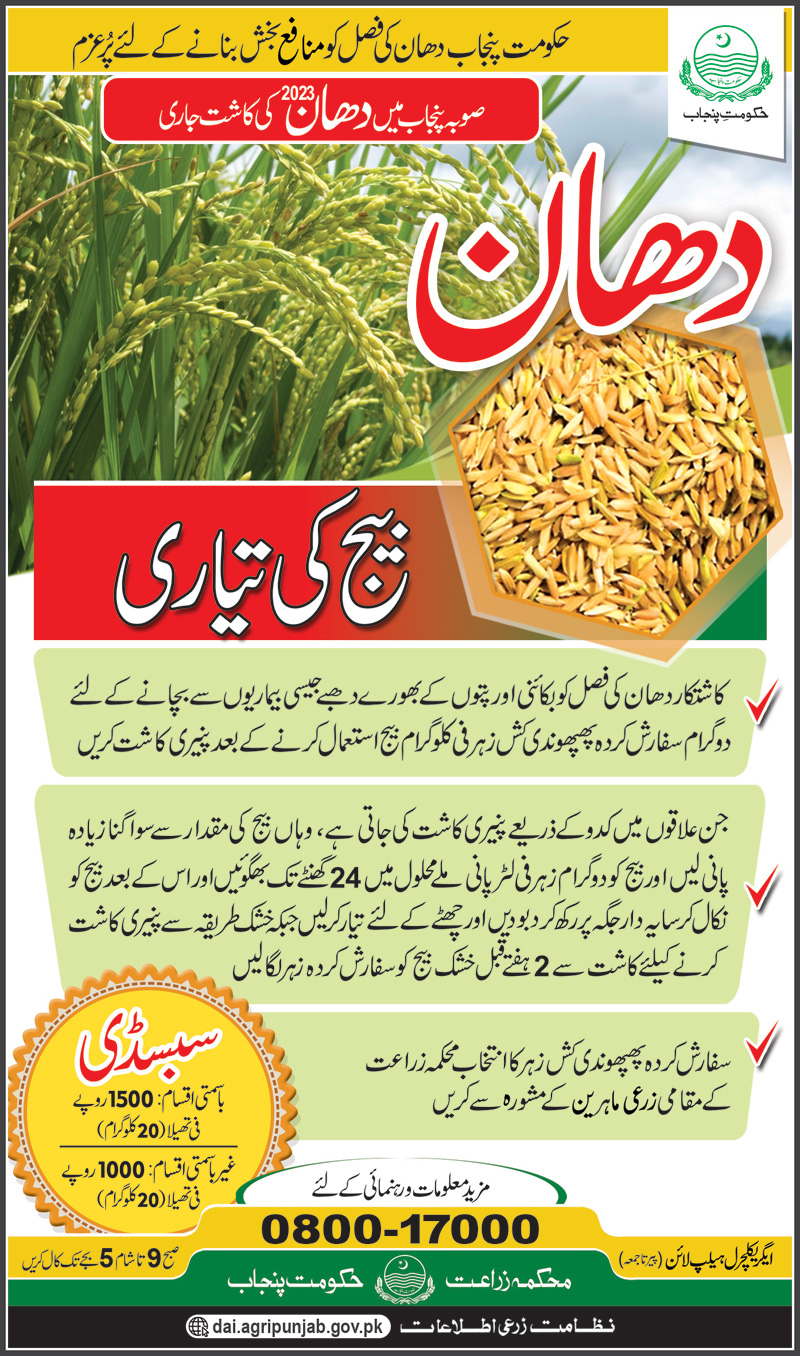 حکومت پنجاب دھان کی فصل کو منافع بخش بنانے کے لئے پُرعزم
حکومتِ پنجاب
صوبہ پنجاب میں دھان 2023 کی کاشت جاری
دھان
بیج کی تیاری
کاشتکار دھان کی فصل کو بکائنی اور پتوں کے بھورے دھبے جیسی بیماریوں سے بچانے کے لئے
دو گرام سفارش کردہ پھپھوندی کش زہر فی کلوگرام بیج استعمال کرنے کے بعد پنیری کاشت کریں
جن علاقوں میں کدو کے ذریعے پنیری کاشت کی جاتی ہے، وہاں بیج کی مقدار سے سوا گنا زیادہ
پانی لیں اور بیج کو دو گرام زہر فی لٹر پانی ملے محلول میں 24 گھنٹے تک بھگوئیں اور اس کے بعد بیج کو
نکال کر سایہ دار جگہ پر رکھ کر دبو دیں اور چھٹے کے لئے تیار کرلیں جبکہ خشک طریقہ سے پنیری کاشت
کرنے کیلئے کاشت سے 2 ہفتے قبل خشک بیج کو سفارش کردہ زہر لگا لیں
سفارش کردہ پھپھوندی کش زہر کا انتخاب محکمہ زراعت
کے مقامی زرعی ماہرین کے مشورہ سے کریں
سبسڈی
باسمتی اقسام: 1500 روپے
فی تھیلا (20 کلوگرام)
غیر باسمتی اقسام: 1000 روپے
فی تھیلا (20 کلوگرام)
مزید معلومات و رہنمائی کے لئے
0800-17000
ایگریکلچرل ہیلپ لائن (پیر تا جمعہ)
صبح 9 تا شام 5 بجے تک کال کریں
محکمہ زراعت حکومت پنجاب
نظامت زرعی اطلاعات dai.agripunjab.gov.pk